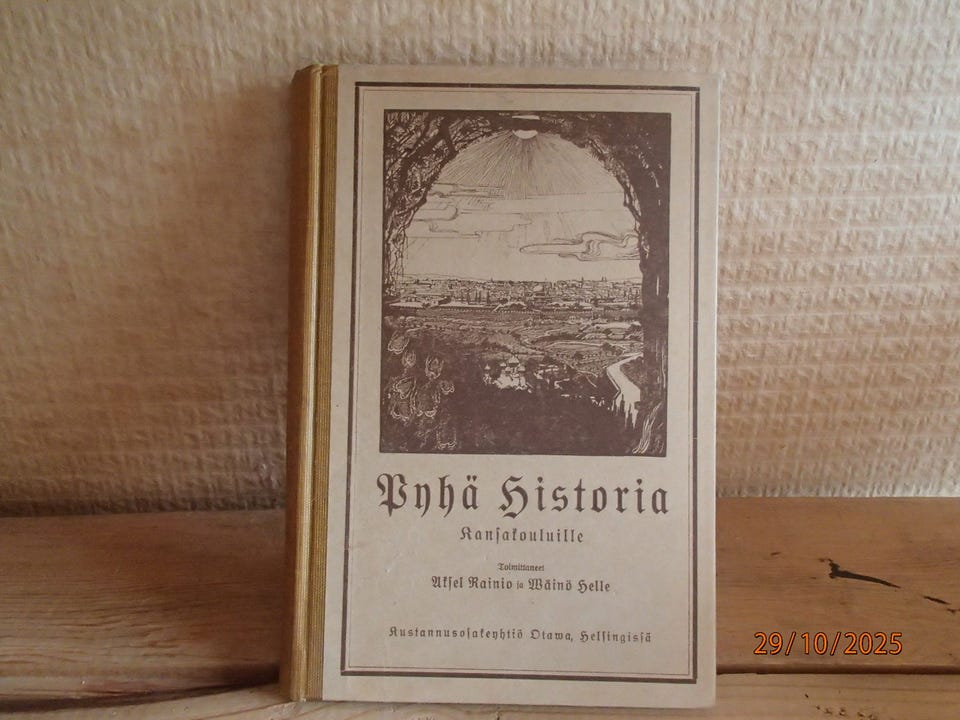 Pyhä Historia
Kansakouluille
Toimittaneet
Aksel Rainio ja Wäinö Helle
Kustannusosakeyhtiö Otawa, Helsingissä
29/10/2025